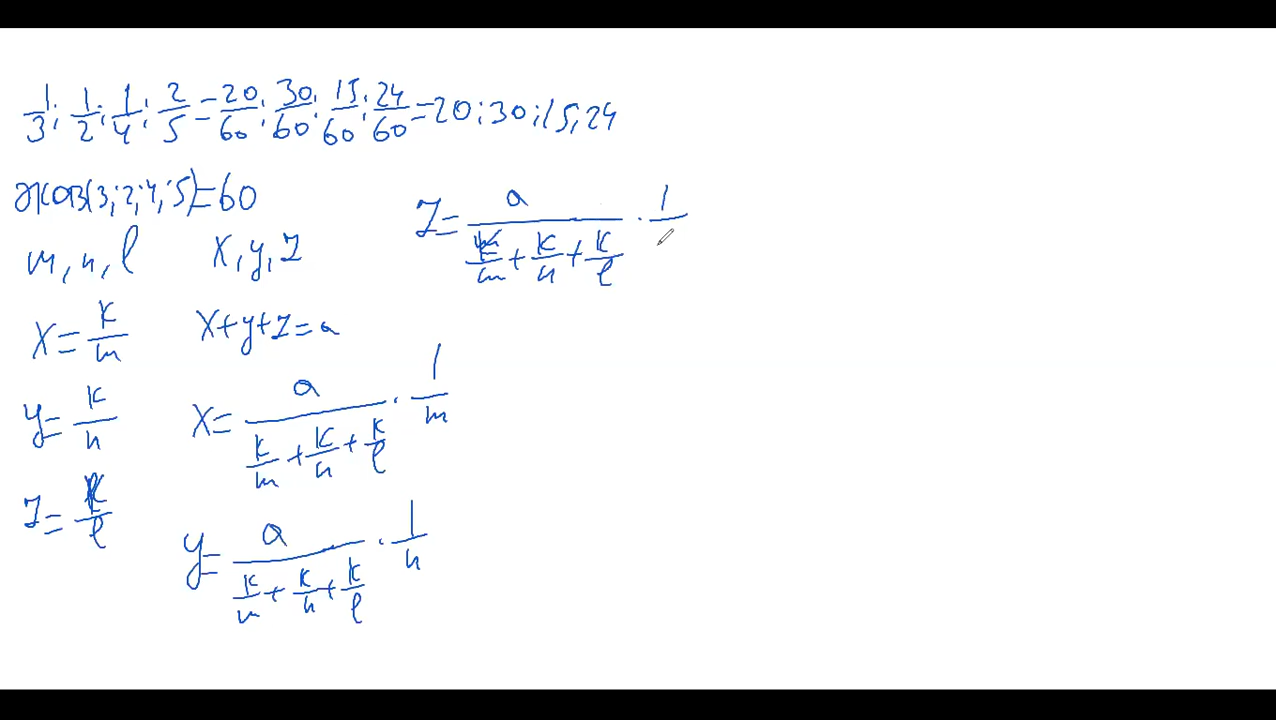 1/3 ; 1/2 ; 1/4 ; 2/5 = 20/60 ; 30/60 ; 15/60 ; 24/60 = 20 ; 30 ; 15 ; 24
(3; 2; 4; 5) = 60
m, n, l
x, y, z
x = k/m
x + y + z = a
y = k/n
z = k/l
x = a/(k/m + k/n + k/l) · 1/m
y = a/(k/m + k/n + k/l) · 1/n
z = a/(k/m + k/n + k/l) · 1/